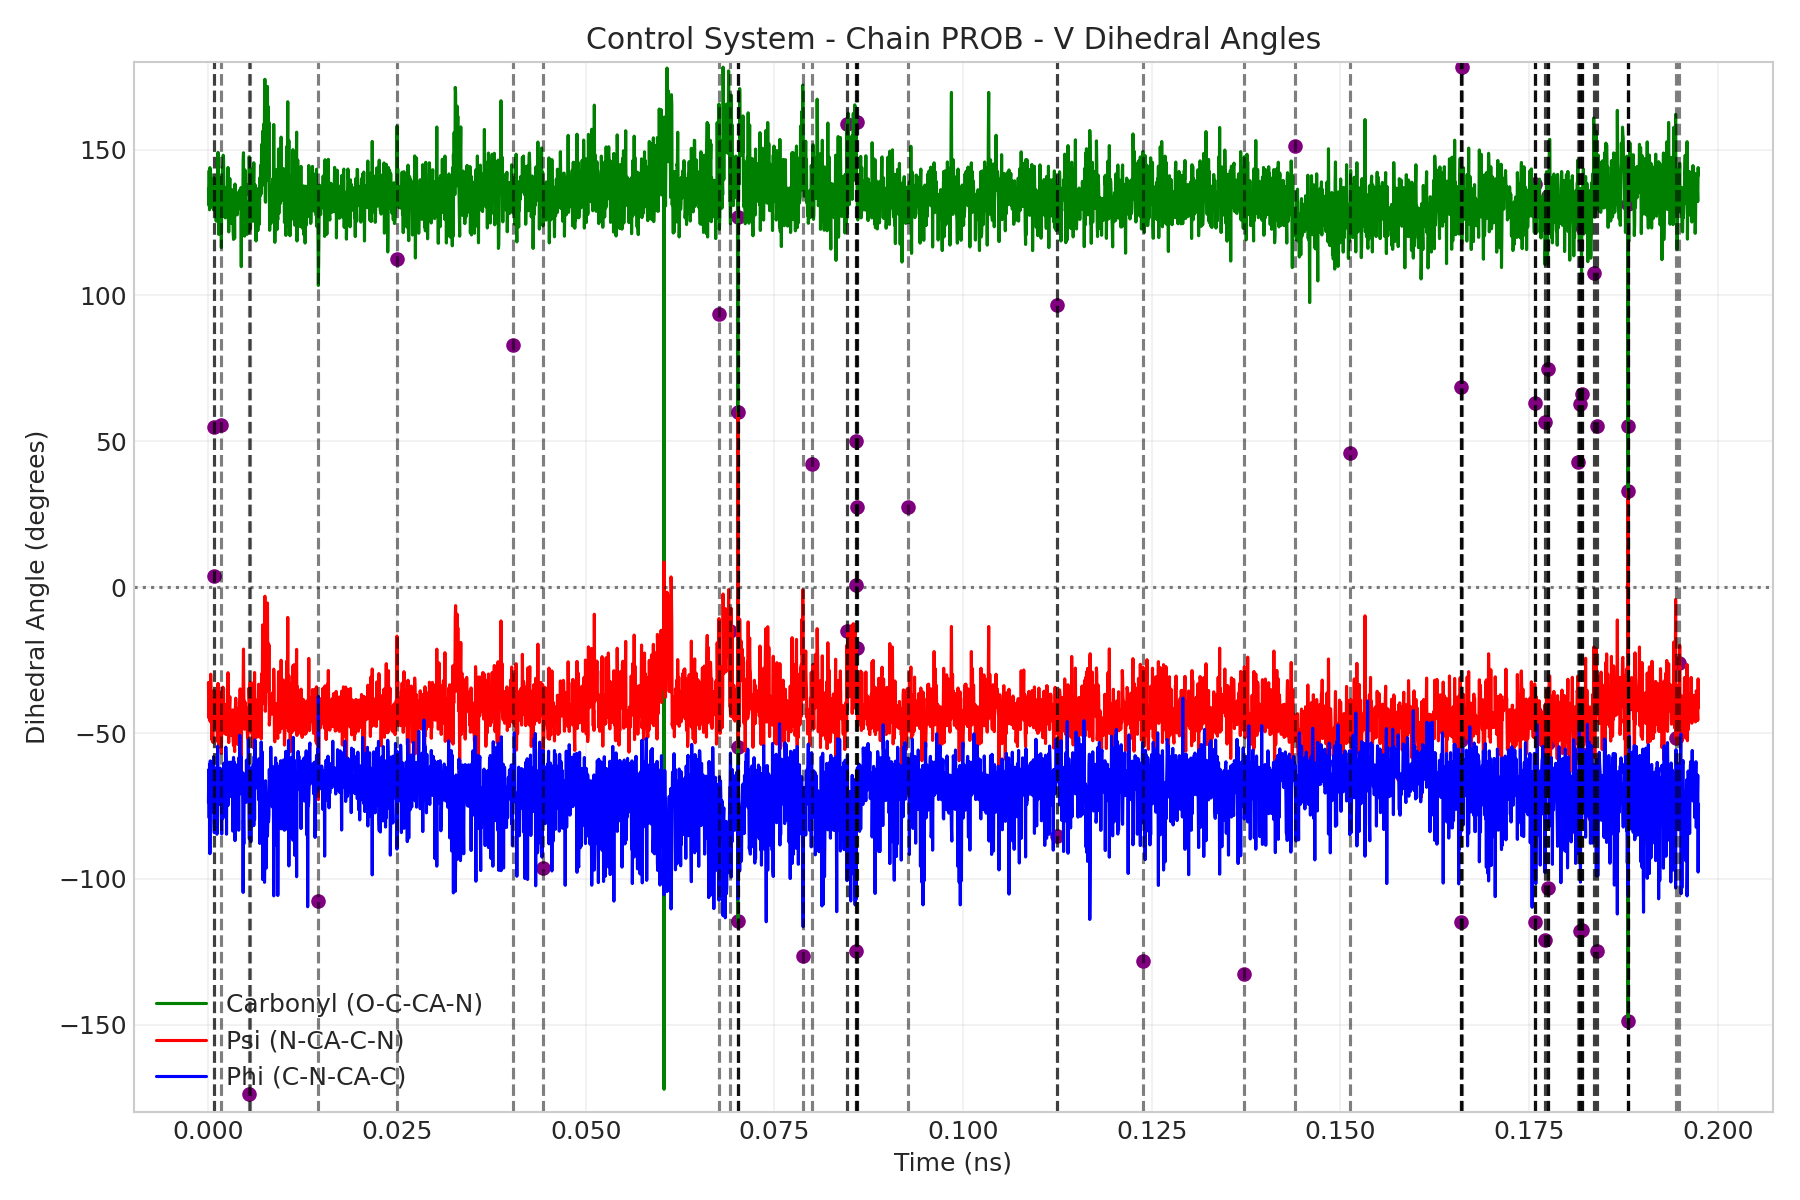 Control System - Chain PROB - V Dihedral Angles
Dihedral Angle (degrees)
150
100
50
0
−50
−100
−150
Carbonyl (O-C-CA-N)
Psi (N-CA-C-N)
Phi (C-N-CA-C)
0.000 0.025 0.050 0.075 0.100 0.125 0.150 0.175 0.200
Time (ns)